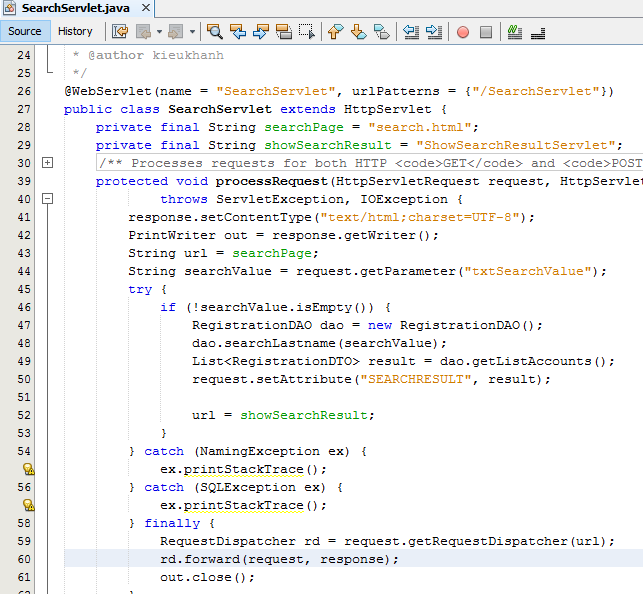 SearchServlet.java
Source History
24 * @author kieukhanh
25 */
26 @WebServlet(name = "SearchServlet", urlPatterns = {"/SearchServlet"})
27 public class SearchServlet extends HttpServlet {
28 private final String searchPage = "search.html";
29 private final String showSearchResult = "ShowSearchResultServlet";
30 /** Processes requests for both HTTP <code>GET</code> and <code>POST
39 protected void processRequest(HttpServletRequest request, HttpServlet
40 throws ServletException, IOException {
41 response.setContentType("text/html;charset=UTF-8");
42 PrintWriter out = response.getWriter();
43 String url = searchPage;
44 String searchValue = request.getParameter("txtSearchValue");
45 try {
46 if (!searchValue.isEmpty()) {
47 RegistrationDAO dao = new RegistrationDAO();
48 dao.searchLastname(searchValue);
49 List<RegistrationDTO> result = dao.getListAccounts();
50 request.setAttribute("SEARCHRESULT", result);
51
52 url = showSearchResult;
53 }
54 } catch (NamingException ex) {
ex.printStackTrace();
56 } catch (SQLException ex) {
ex.printStackTrace();
58 } finally {
59 RequestDispatcher rd = request.getRequestDispatcher(url);
60 rd.forward(request, response);
61 out.close();